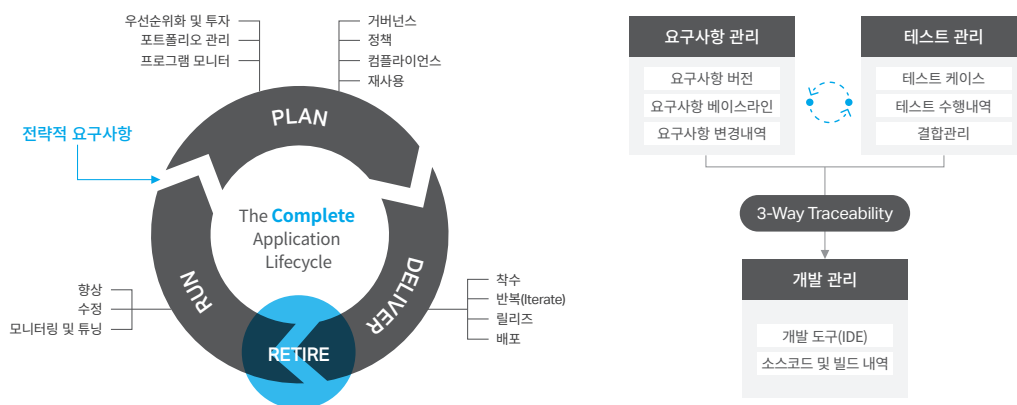 우선순위화 및 투자
포트폴리오 관리
프로그램 모니터
거버넌스
정책
컴플라이언스
재사용
전략적 요구사항
PLAN
The Complete
Application
Lifecycle
RUN
DELIVER
RETIRE
향상
수정
모니터링 및 튜닝
착수
반복(Iterate)
릴리즈
배포
요구사항 관리
요구사항 버전
요구사항 베이스라인
요구사항 변경내역
테스트 관리
테스트 케이스
테스트 수행내역
결합관리
3-Way Traceability
개발 관리
개발 도구(IDE)
소스코드 및 빌드 내역